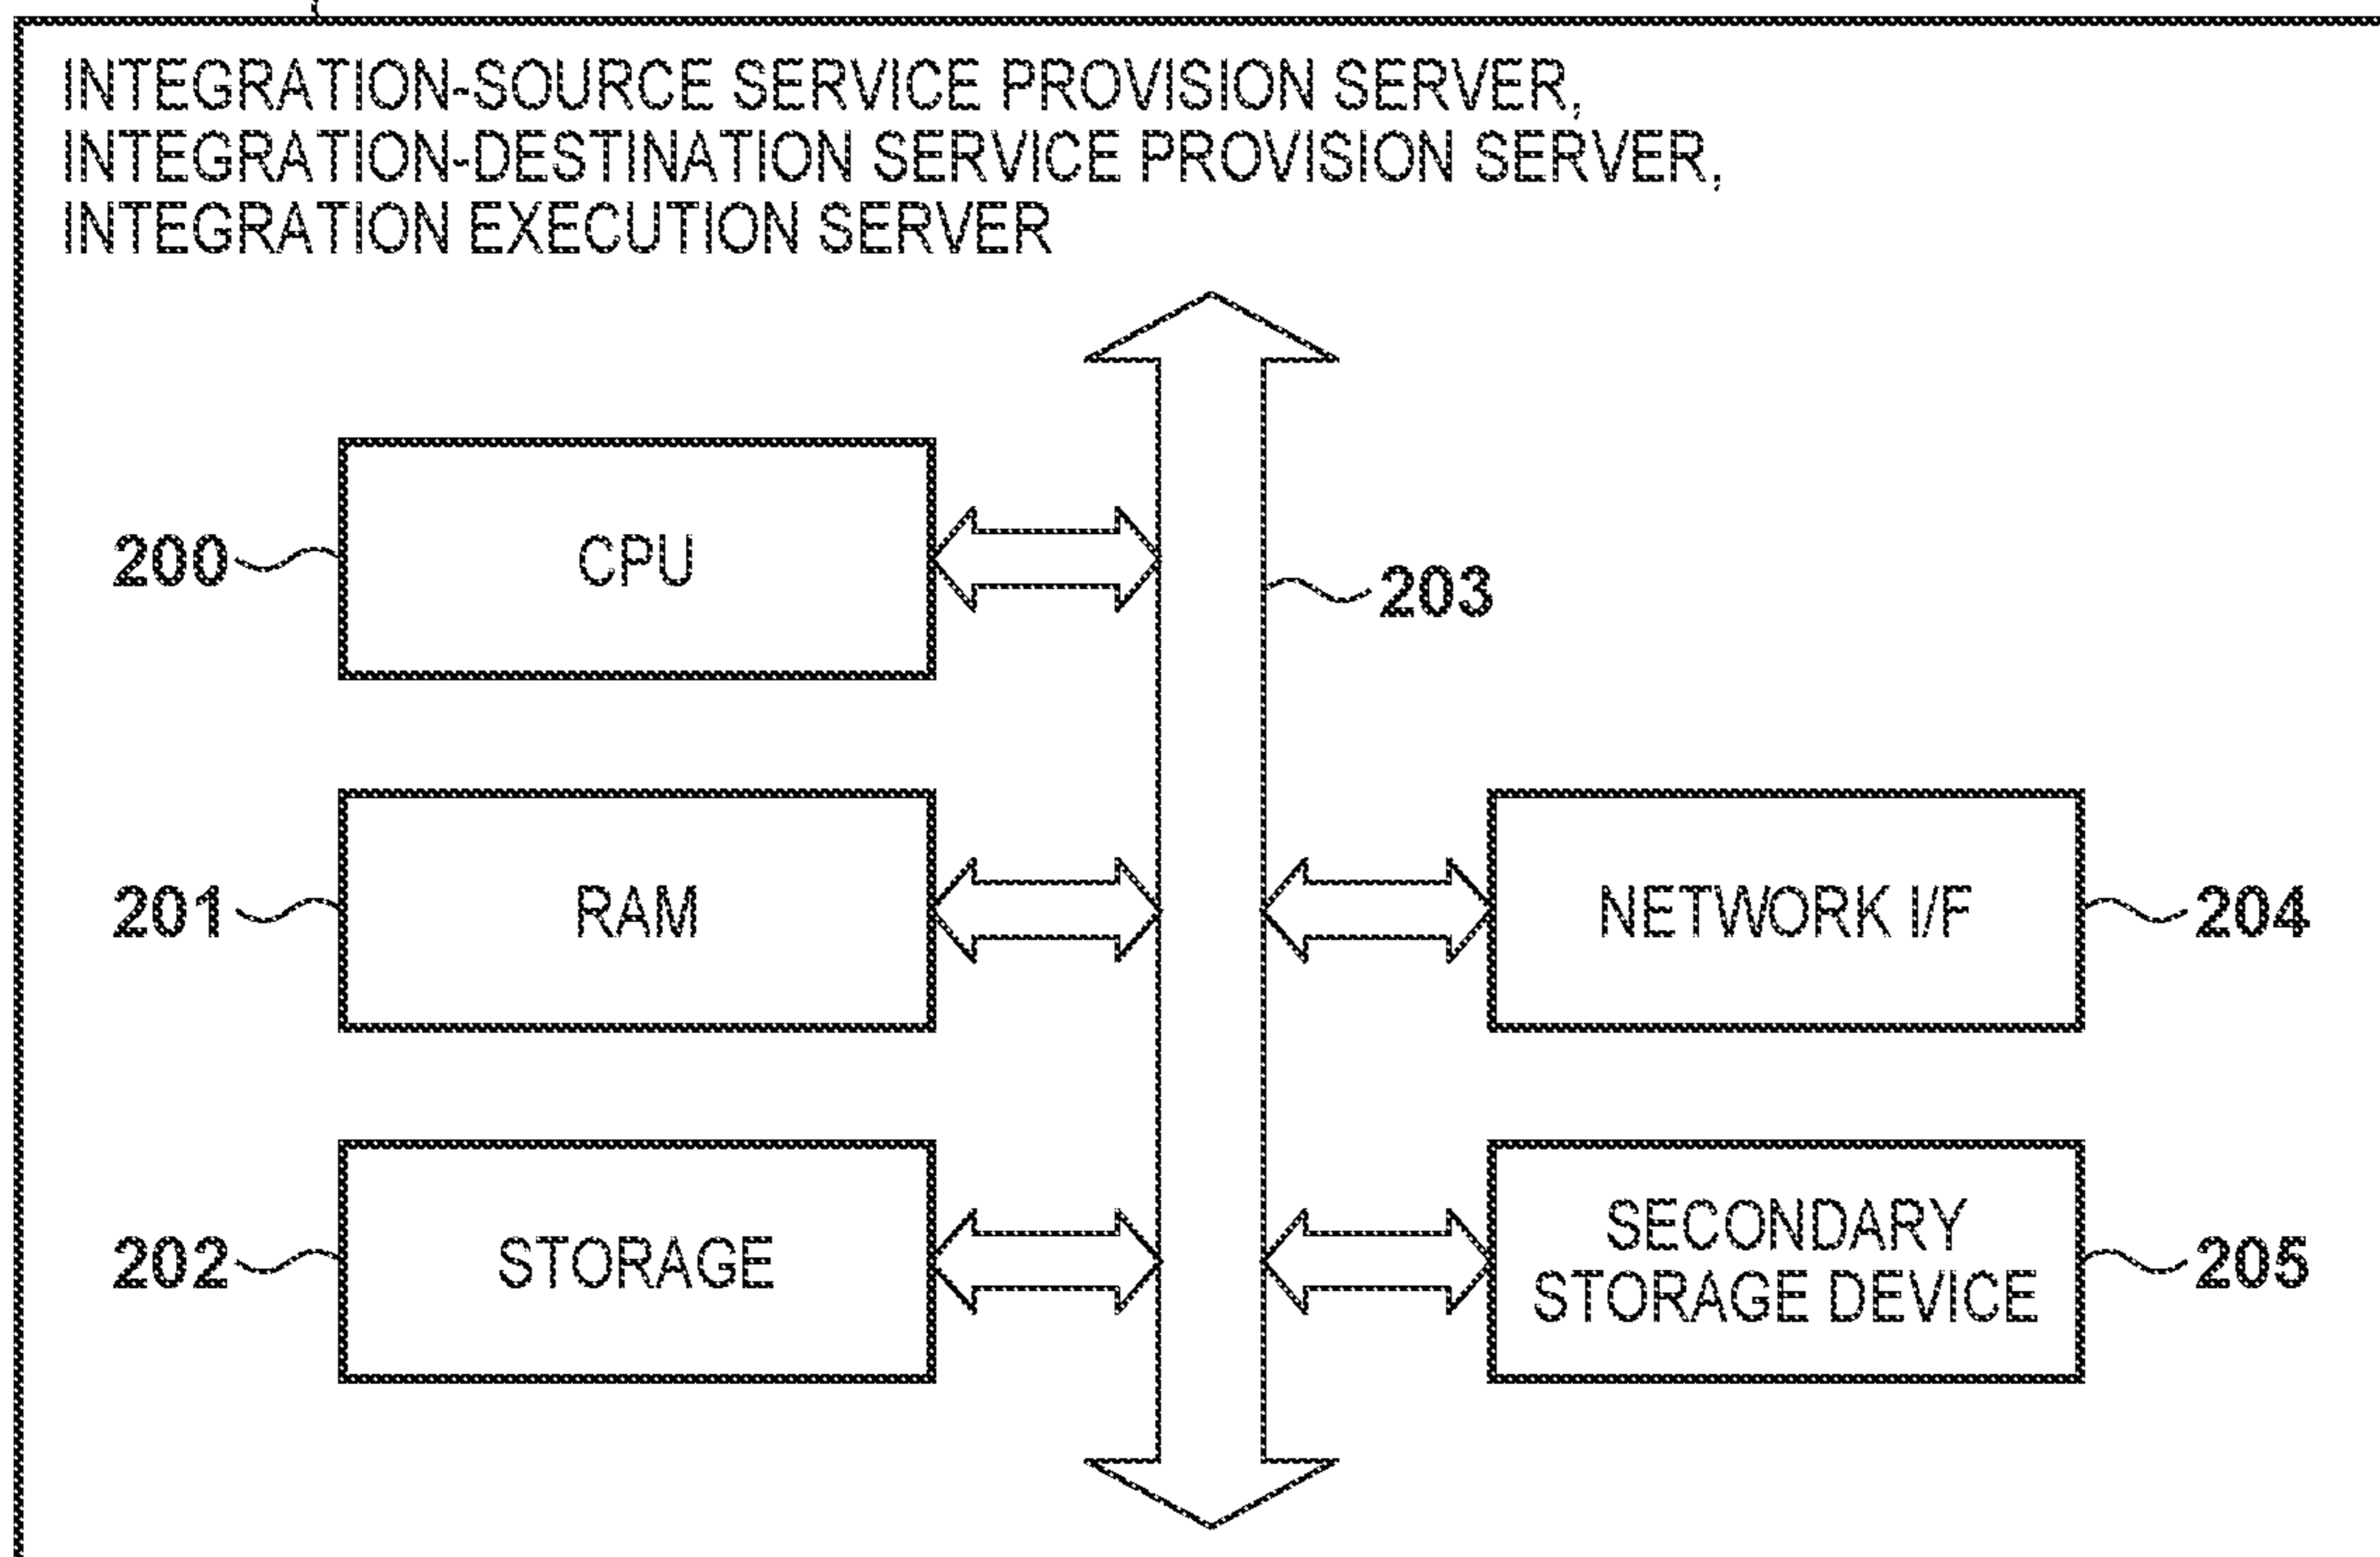 INTEGRATION-SOURCE SERVICE PROVISION SERVER,
INTEGRATION-DESTINATION SERVICE PROVISION SERVER,
INTEGRATION EXECUTION SERVER
200
CPU
203
201
RAM
NETWORK I/F
204
202
STORAGE
SECONDARY
STORAGE DEVICE
205